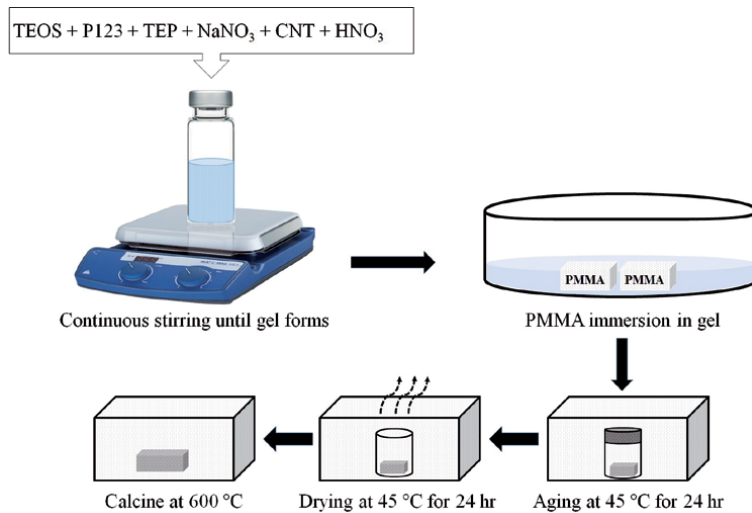 TEOS + P123 + TEP + NaNO₃ + CNT + HNO₃
Continuous stirring until gel forms
PMMA PMMA
PMMA immersion in gel
Calcine at 600 °C
Drying at 45 °C for 24 hr
Aging at 45 °C for 24 hr